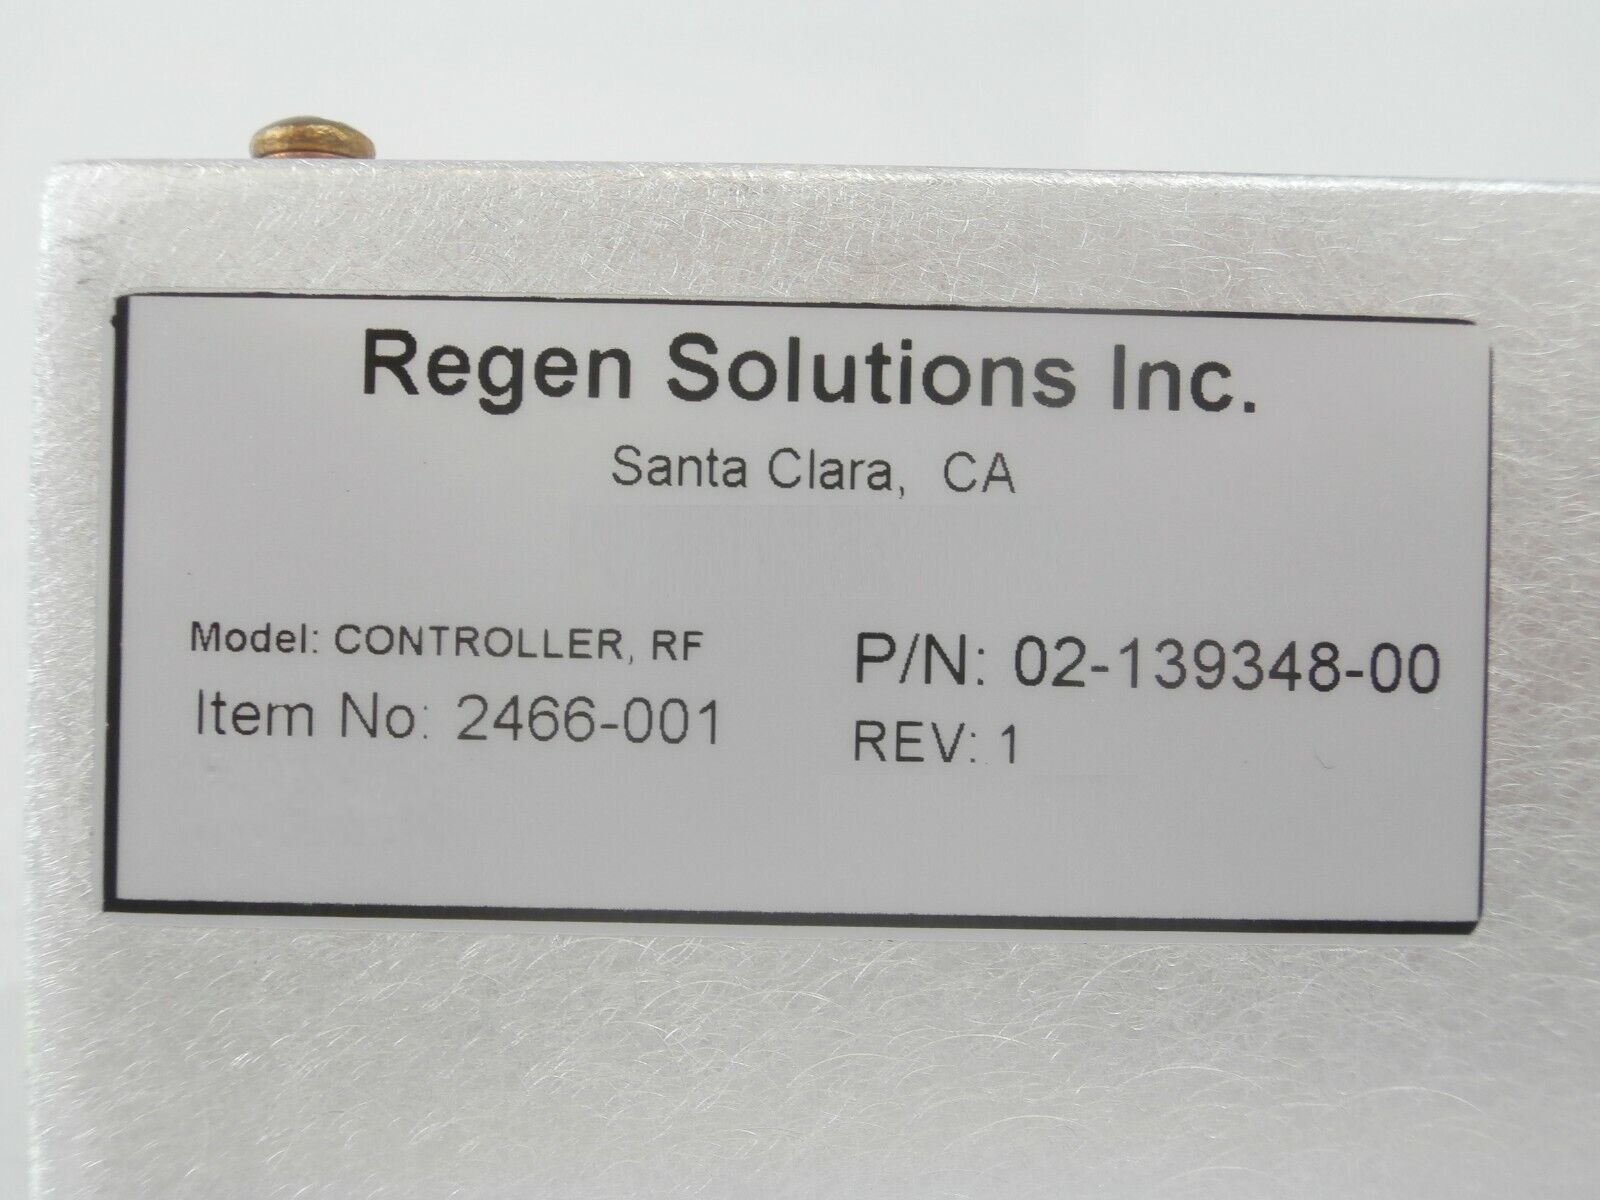 Regen Solutions Inc.
Santa Clara, CA
Model: CONTROLLER, RF
P/N: 02-139348-00
Item No: 2466-001
REV: 1